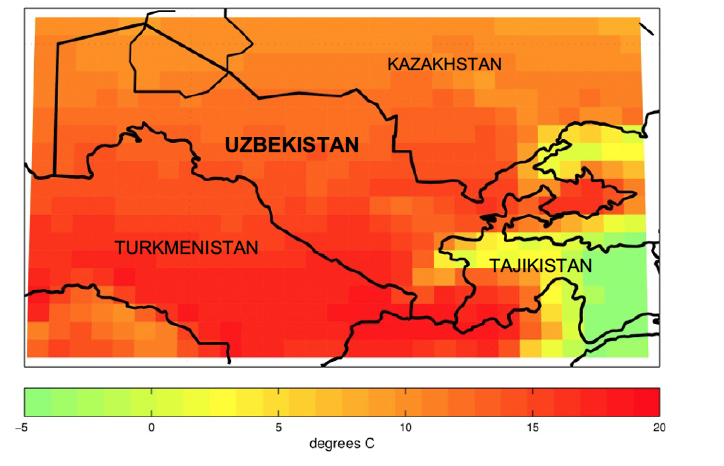 KAZAKHSTAN
UZBEKISTAN
TURKMENISTAN
TAJIKISTAN
−5 0 5 10 15 20
degrees C